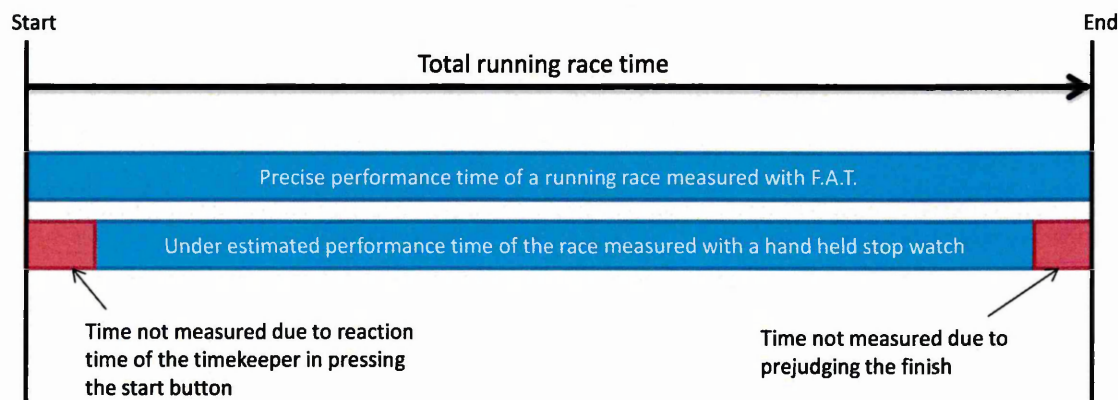 Start
End
Total running race time
Precise performance time of a running race measured with F.A.T.
Under estimated performance time of the race measured with a hand held stop watch
Time not measured due to reaction
time of the timekeeper in pressing
the start button
Time not measured due to
prejudging the finish